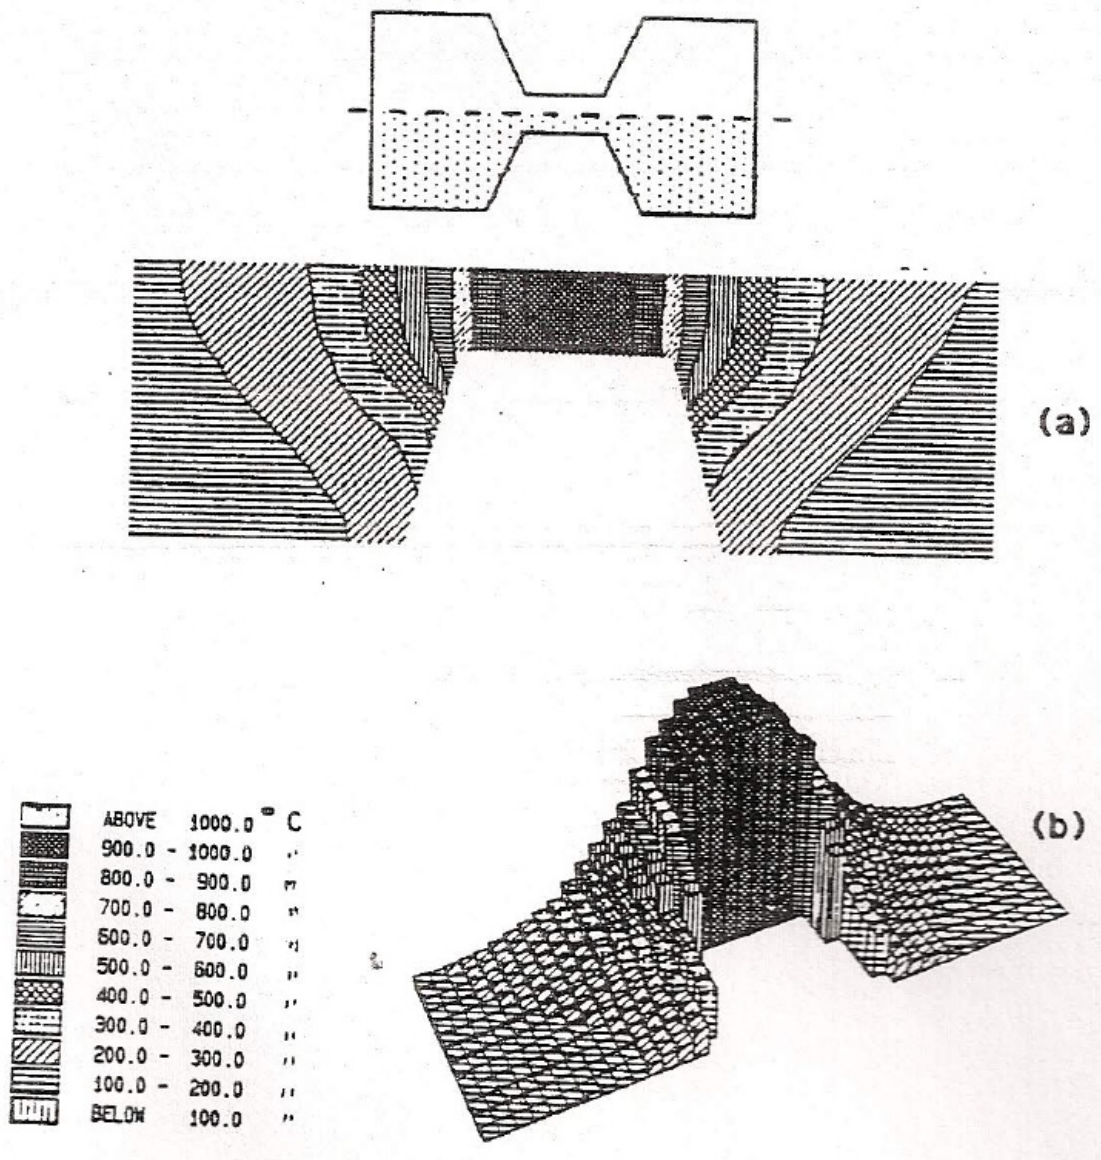 (a)
(b)
ABOVE 1000.0 ° C
900.0 - 1000.0 "
800.0 - 900.0 "
700.0 - 800.0 "
600.0 - 700.0 "
500.0 - 600.0 "
400.0 - 500.0 "
300.0 - 400.0 "
200.0 - 300.0 "
100.0 - 200.0 "
BELOW 100.0 "